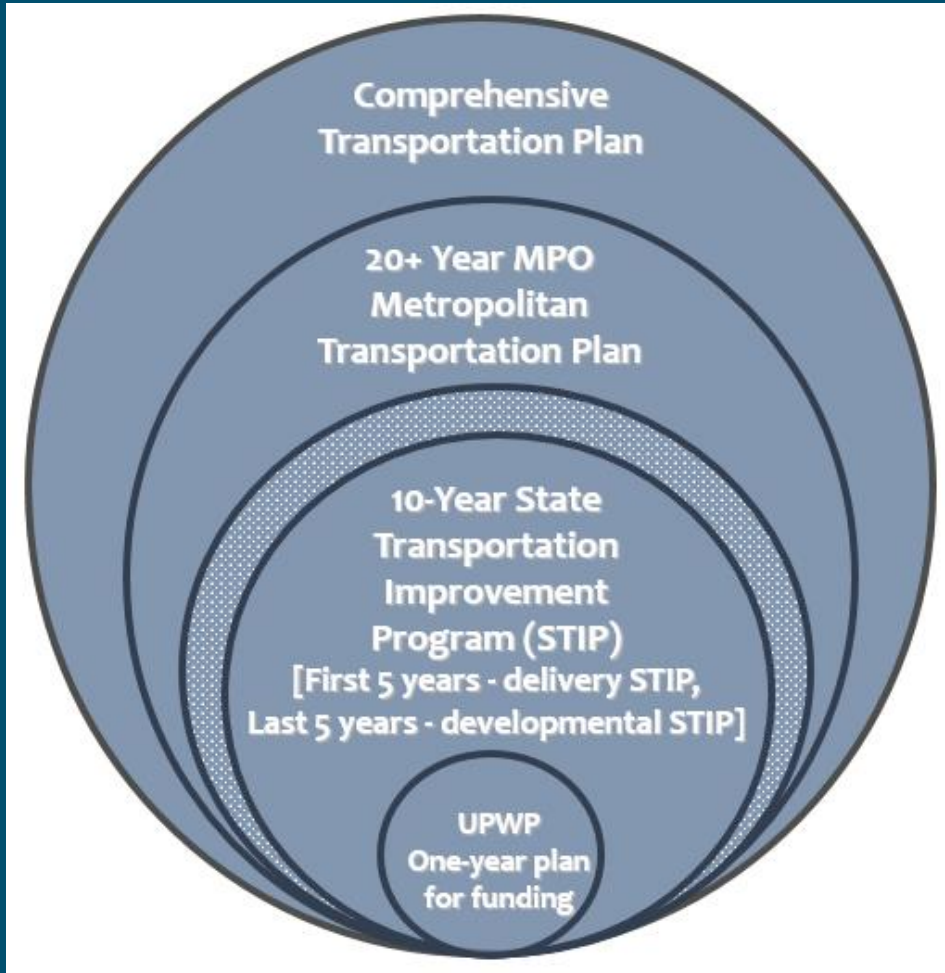 Comprehensive
Transportation Plan
20+ Year MPO
Metropolitan
Transportation Plan
10-Year State
Transportation
Improvement
Program (STIP)
[First 5 years - delivery STIP,
Last 5 years - developmental STIP]
UPWP
One-year plan
for funding